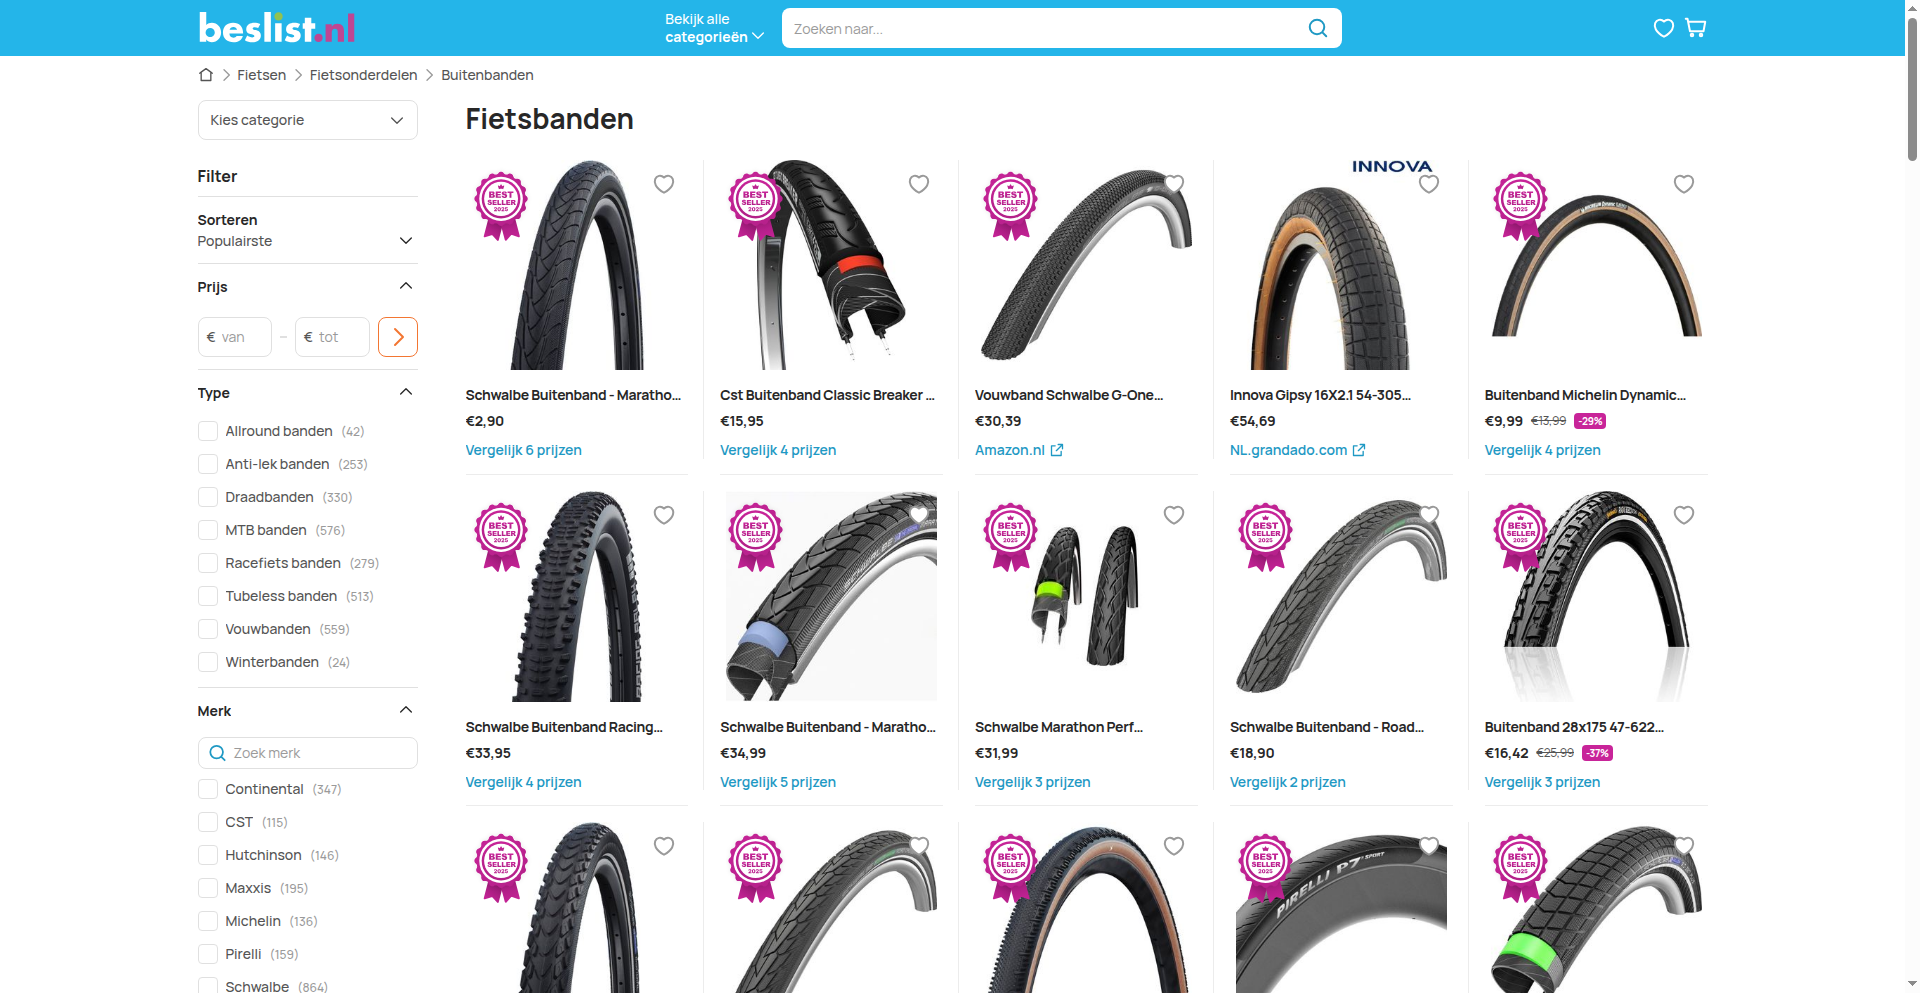 beslist.nl
Bekijk alle
categorieën
Zoeken naar...
Fietsen
Fietsonderdelen
Buitenbanden
Kies categorie
Fietsbanden
Filter
Sorteren
Populairste
Prijs
€ van
–
€ tot
Type
Allround banden (42)
Anti-lek banden (253)
Draadbanden (330)
MTB banden (576)
Racefiets banden (279)
Tubeless banden (513)
Vouwbanden (559)
Winterbanden (24)
Merk
Zoek merk
Continental (347)
CST (115)
Hutchinson (146)
Maxxis (195)
Michelin (136)
Pirelli (159)
Schwalbe (864)
BEST SELLER 2025
Schwalbe Buitenband - Maratho...
€2,90
Vergelijk 6 prijzen
BEST SELLER 2025
Cst Buitenband Classic Breaker ...
€15,95
Vergelijk 4 prijzen
BEST SELLER 2025
Vouwband Schwalbe G-One...
€30,39
Amazon.nl
INNOVA
Innova Gipsy 16X2.1 54-305...
€54,69
NL.grandado.com
BEST SELLER 2025
Buitenband Michelin Dynamic...
€9,99 €13,99 -29%
Vergelijk 4 prijzen
BEST SELLER 2025
Schwalbe Buitenband Racing...
€33,95
Vergelijk 4 prijzen
BEST SELLER 2025
SCHWALBE
Schwalbe Buitenband - Maratho...
€34,99
Vergelijk 5 prijzen
BEST SELLER 2025
Schwalbe Marathon Perf...
€31,99
Vergelijk 3 prijzen
BEST SELLER 2025
Schwalbe Buitenband - Road...
€18,90
Vergelijk 2 prijzen
BEST SELLER 2025
Buitenband 28x175 47-622...
€16,42 €25,99 -37%
Vergelijk 3 prijzen
BEST SELLER 2025
BEST SELLER 2025
BEST SELLER 2025
BEST SELLER 2025
PIRELLI P7 SPORT
BEST SELLER 2025